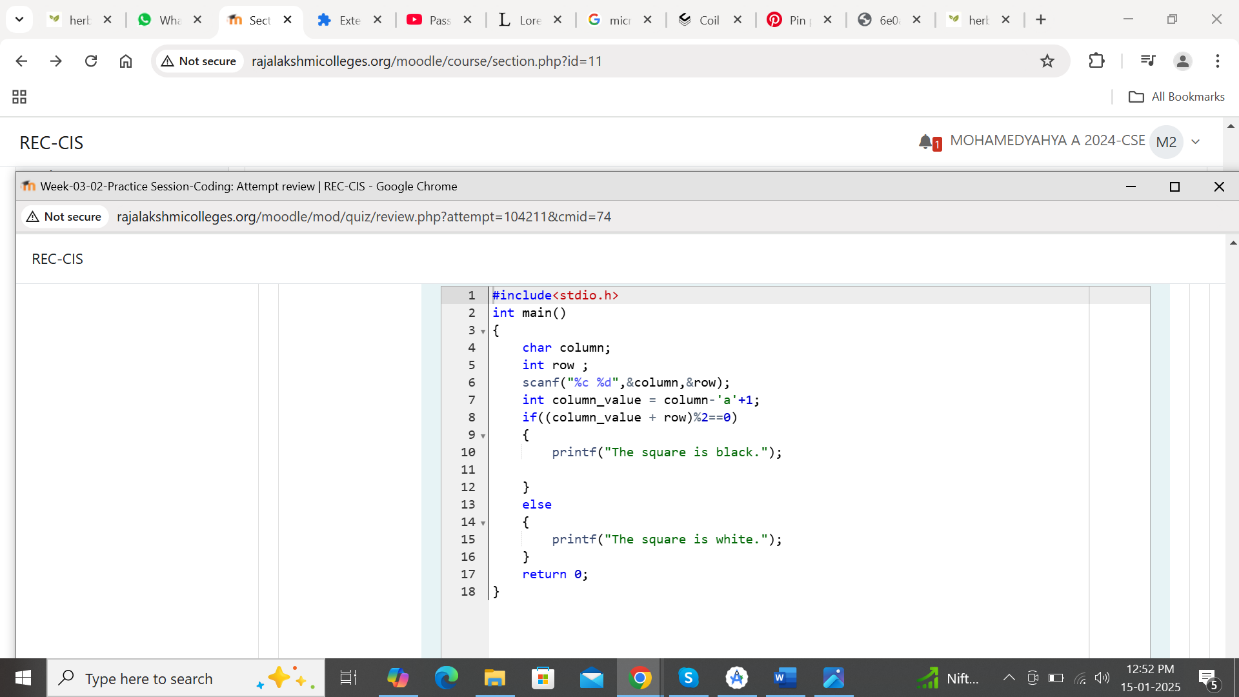 herl
Wha
Sect
Exte
Pass
Lore
micr
Coil
Pin
6e0
herl
Not secure
rajalakshmicolleges.org/moodle/course/section.php?id=11
All Bookmarks
REC-CIS
1
MOHAMEDYAHYA A 2024-CSE
M2
Week-03-02-Practice Session-Coding: Attempt review | REC-CIS - Google Chrome
Not secure
rajalakshmicolleges.org/moodle/mod/quiz/review.php?attempt=104211&cmid=74
REC-CIS
1 #include<stdio.h>
2 int main()
3 {
4 char column;
5 int row ;
6 scanf("%c %d",&column,&row);
7 int column_value = column-'a'+1;
8 if((column_value + row)%2==0)
9 {
10 printf("The square is black.");
11
12 }
13 else
14 {
15 printf("The square is white.");
16 }
17 return 0;
18 }
Type here to search
Nift...
12:52 PM
15-01-2025
5